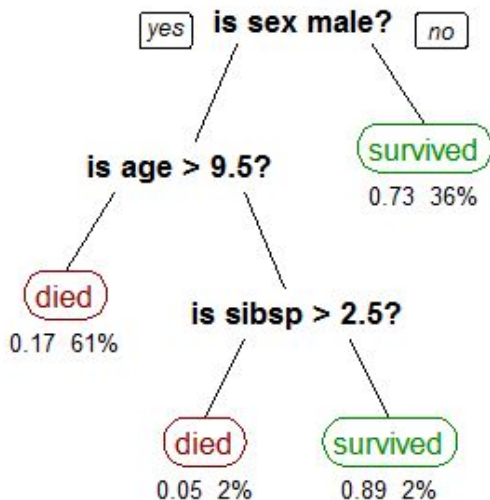 yes is sex male? no
is age > 9.5?
survived
0.73 36%
died
0.17 61%
is sibsp > 2.5?
died
0.05 2%
survived
0.89 2%